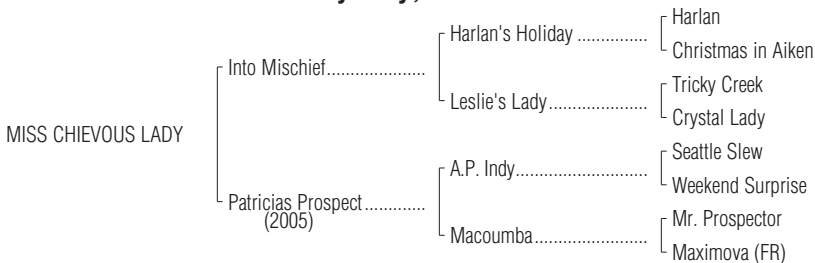 Harlan
Harlan's Holiday ...............
Christmas in Aiken
Into Mischief.....................
Tricky Creek
Leslie's Lady.....................
Crystal Lady
MISS CHIEVOUS LADY
Seattle Slew
A.P. Indy............................
Weekend Surprise
Patricias Prospect.............
(2005)
Mr. Prospector
Macoumba........................
Maximova (FR)